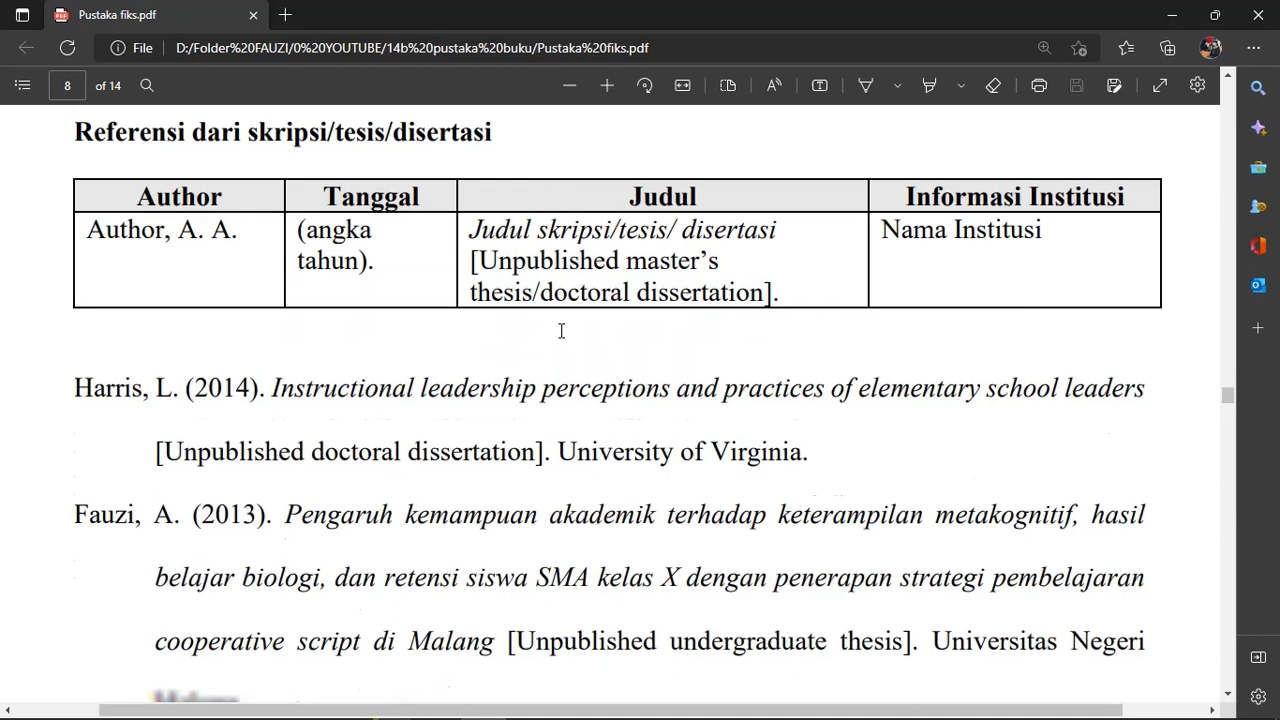 Pustaka fiks.pdf
File
D:/Folder%20FAUZI/0%20YOUTUBE/14b%20pustaka%20buku/Pustaka%20fiks.pdf
8 of 14
Referensi dari skripsi/tesis/disertasi
Author Tanggal Judul Informasi Institusi
Author, A. A. (angka Judul skripsi/tesis/ disertasi Nama Institusi
tahun). [Unpublished master’s
thesis/doctoral dissertation].
Harris, L. (2014). Instructional leadership perceptions and practices of elementary school leaders
[Unpublished doctoral dissertation]. University of Virginia.
Fauzi, A. (2013). Pengaruh kemampuan akademik terhadap keterampilan metakognitif, hasil
belajar biologi, dan retensi siswa SMA kelas X dengan penerapan strategi pembelajaran
cooperative script di Malang [Unpublished undergraduate thesis]. Universitas Negeri